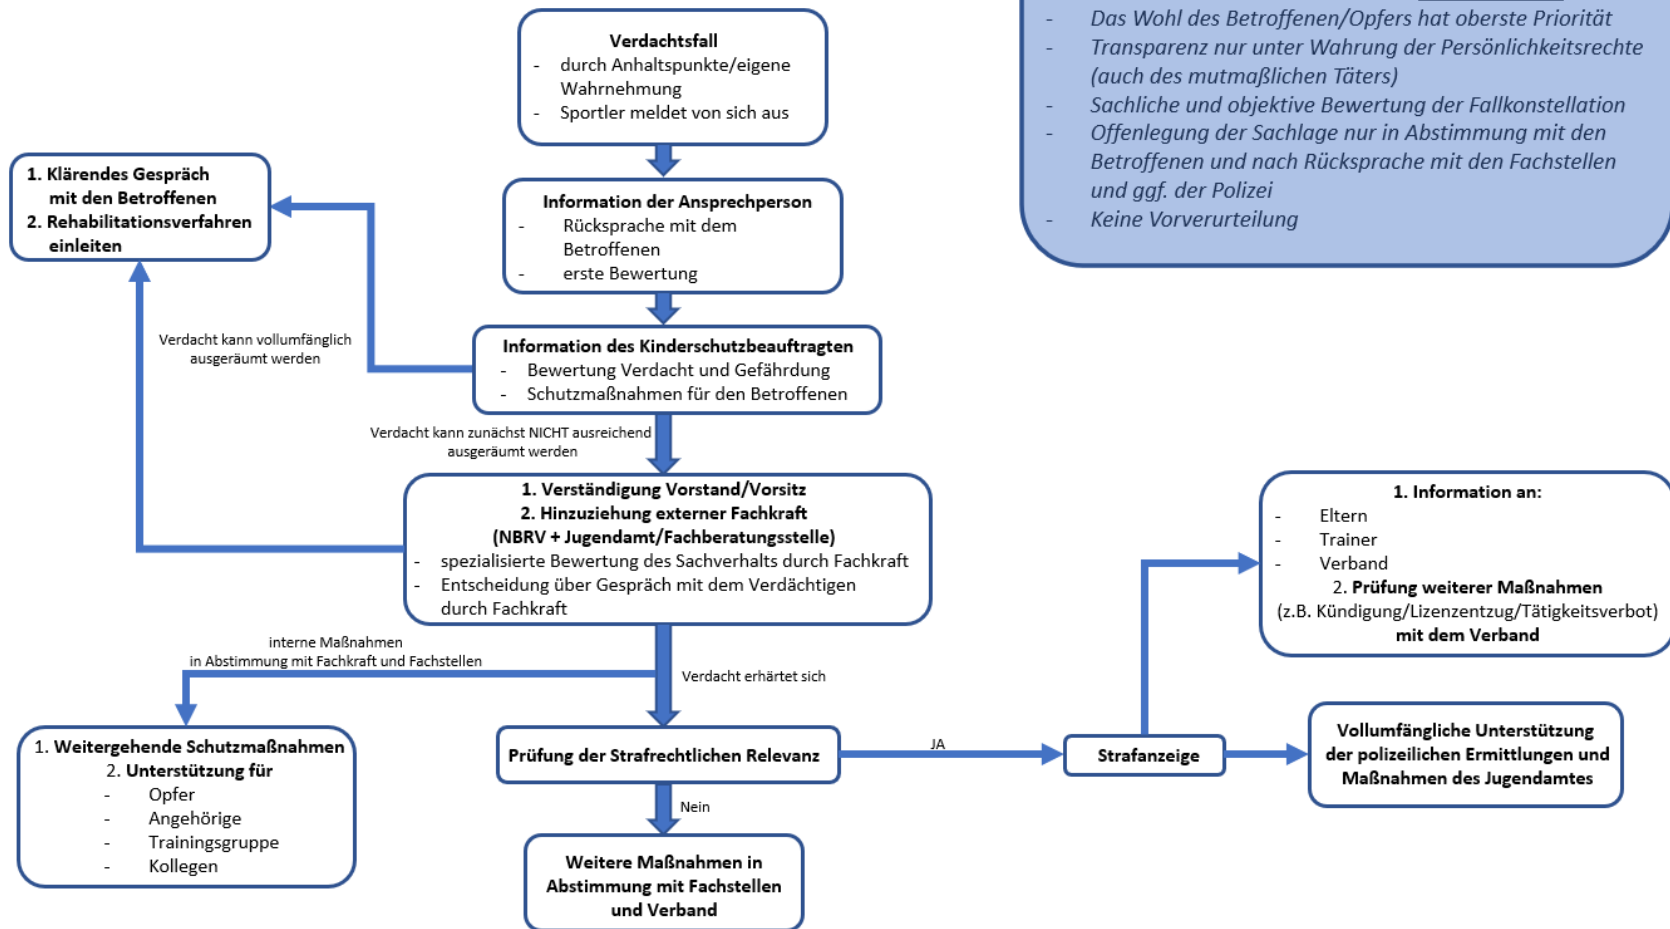 Verdachtsfall
- durch Anhaltspunkte/eigene
Wahrnehmung
- Sportler meldet von sich aus
- Das Wohl des Betroffenen/Opfers hat oberste Priorität
- Transparenz nur unter Wahrung der Persönlichkeitsrechte
(auch des mutmaßlichen Täters)
- Sachliche und objektive Bewertung der Fallkonstellation
- Offenlegung der Sachlage nur in Abstimmung mit den
Betroffenen und nach Rücksprache mit den Fachstellen
und ggf. der Polizei
- Keine Vorverurteilung
1. Klärendes Gespräch
mit den Betroffenen
2. Rehabilitationsverfahren
einleiten
Information der Ansprechperson
- Rücksprache mit dem
Betroffenen
- erste Bewertung
Verdacht kann vollumfänglich
ausgeräumt werden
Information des Kinderschutzbeauftragten
- Bewertung Verdacht und Gefährdung
- Schutzmaßnahmen für den Betroffenen
Verdacht kann zunächst NICHT ausreichend
ausgeräumt werden
1. Verständigung Vorstand/Vorsitz
2. Hinzuziehung externer Fachkraft
(NBRV + Jugendamt/Fachberatungsstelle)
- spezialisierte Bewertung des Sachverhalts durch Fachkraft
- Entscheidung über Gespräch mit dem Verdächtigen
durch Fachkraft
1. Information an:
- Eltern
- Trainer
- Verband
2. Prüfung weiterer Maßnahmen
(z.B. Kündigung/Lizenzentzug/Tätigkeitsverbot)
mit dem Verband
interne Maßnahmen
in Abstimmung mit Fachkraft und Fachstellen
Verdacht erhärtet sich
1. Weitergehende Schutzmaßnahmen
2. Unterstützung für
- Opfer
- Angehörige
- Trainingsgruppe
- Kollegen
Prüfung der Strafrechtlichen Relevanz
JA
Strafanzeige
Vollumfängliche Unterstützung
der polizeilichen Ermittlungen und
Maßnahmen des Jugendamtes
Nein
Weitere Maßnahmen in
Abstimmung mit Fachstellen
und Verband